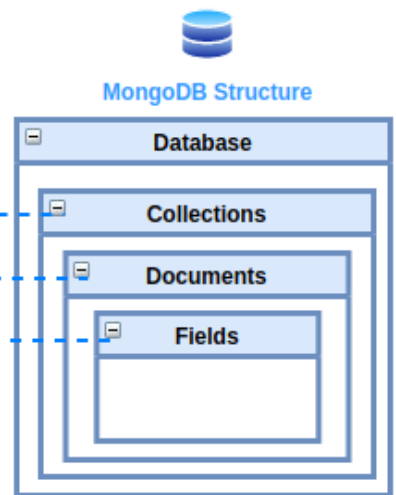 MongoDB Structure
Database
Collections
Documents
Fields